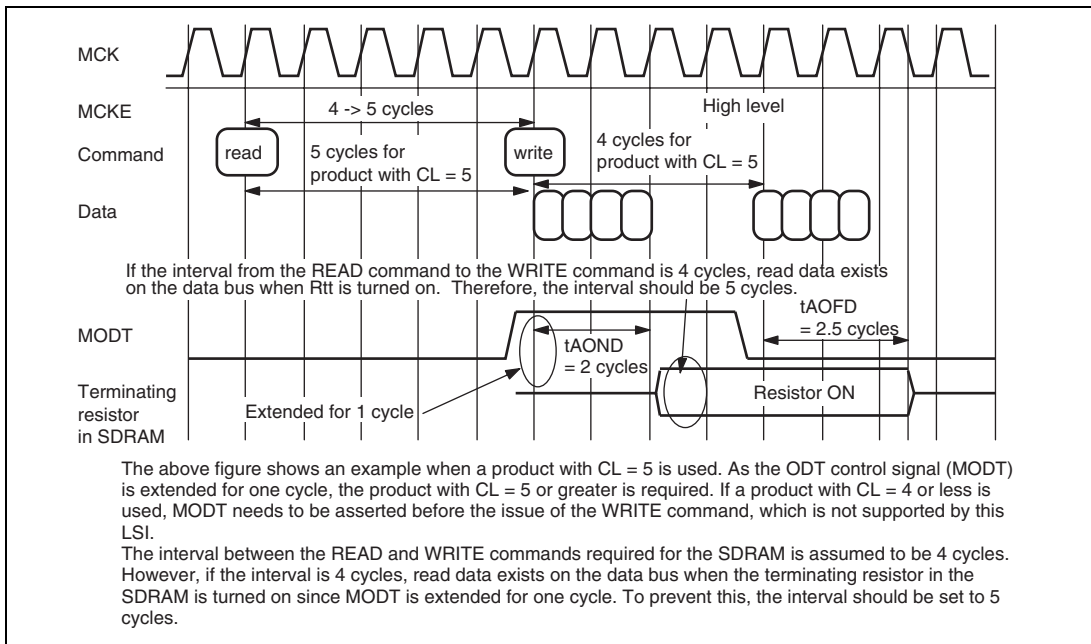 MCK
MCKE
4 -> 5 cycles
High level
Command
read
5 cycles for
product with CL = 5
write
4 cycles for
product with CL = 5
Data
If the interval from the READ command to the WRITE command is 4 cycles, read data exists
on the data bus when Rtt is turned on. Therefore, the interval should be 5 cycles.
MODT
tAOND
= 2 cycles
tAOFD
= 2.5 cycles
Terminating
resistor
in SDRAM
Extended for 1 cycle
Resistor ON
The above figure shows an example when a product with CL = 5 is used. As the ODT control signal (MODT)
is extended for one cycle, the product with CL = 5 or greater is required. If a product with CL = 4 or less is
used, MODT needs to be asserted before the issue of the WRITE command, which is not supported by this
LSI.
The interval between the READ and WRITE commands required for the SDRAM is assumed to be 4 cycles.
However, if the interval is 4 cycles, read data exists on the data bus when the terminating resistor in the
SDRAM is turned on since MODT is extended for one cycle. To prevent this, the interval should be set to 5
cycles.